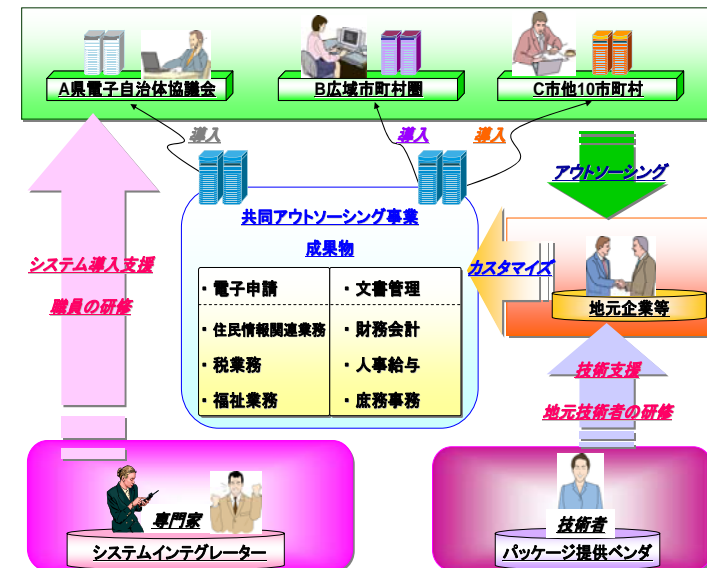 A県電子自治体協議会
B広域市町村圏
C市他10市町村
導入
導入
導入
アウトソーシング
共同アウトソーシング事業
成果物
カスタマイズ
システム導入支援
職員の研修
・電子申請
・文書管理
・住民情報関連業務
・財務会計
・税業務
・人事給与
・福祉業務
・庶務事務
地元企業等
技術支援
地元技術者の研修
専門家
システムインテグレーター
技術者
パッケージ提供ベンダ